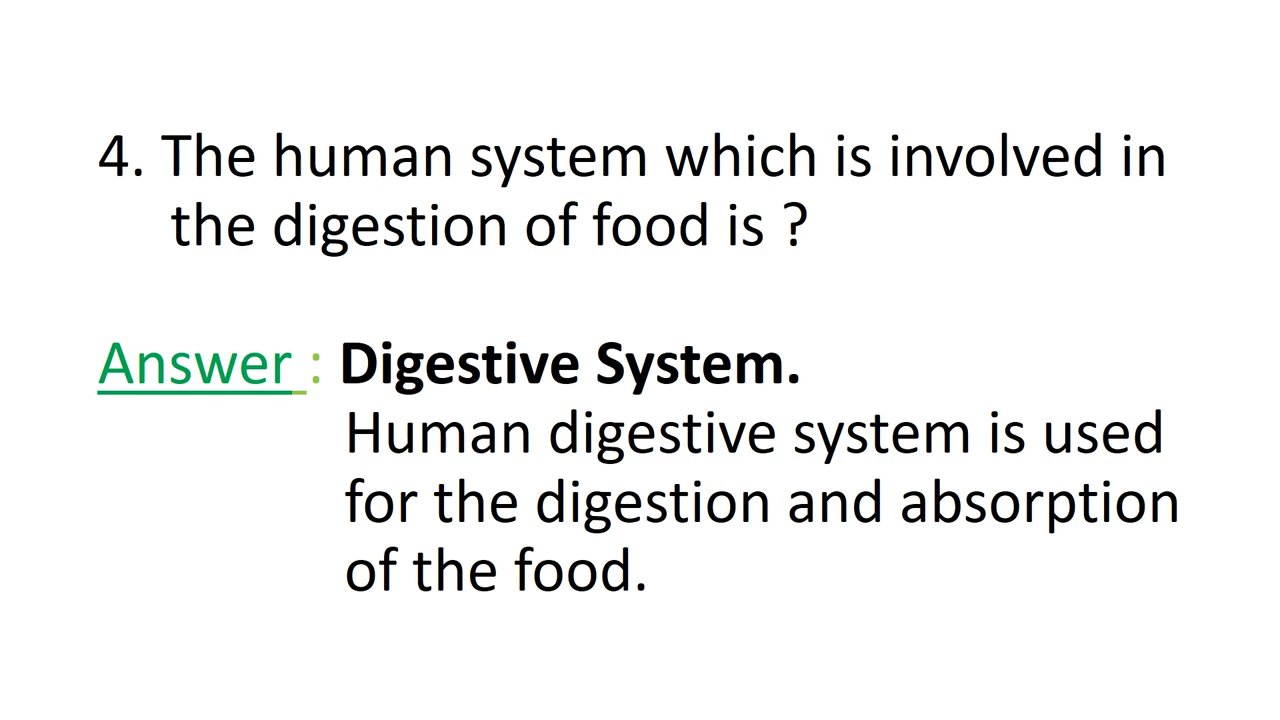 4. The human system which is involved in
the digestion of food is ?
Answer : Digestive System.
Human digestive system is used
for the digestion and absorption
of the food.